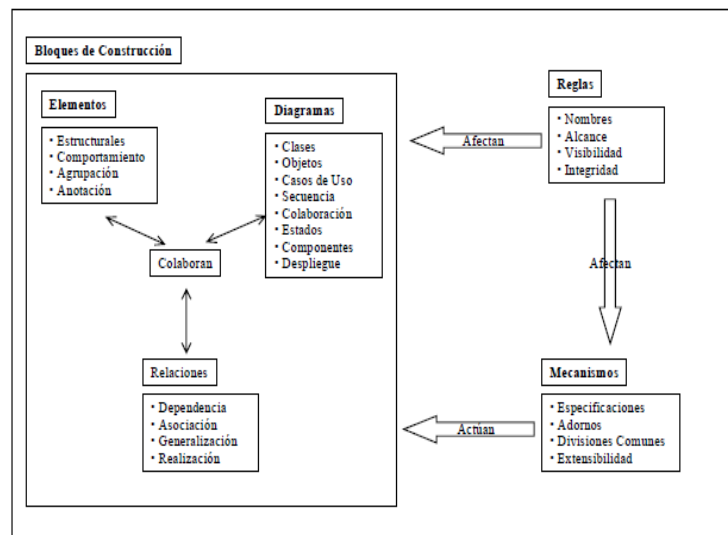 Bloques de Construcción
Elementos
• Estructurales
• Comportamiento
• Agrupación
• Anotación
Diagramas
• Clases
• Objetos
• Casos de Uso
• Secuencia
• Colaboración
• Estados
• Componentes
• Despliegue
Colaboran
Relaciones
• Dependencia
• Asociación
• Generalización
• Realización
Afectan
Reglas
• Nombres
• Alcance
• Visibilidad
• Integridad
Afectan
Actúan
Mecanismos
• Especificaciones
• Adornos
• Divisiones Comunes
• Extensibilidad